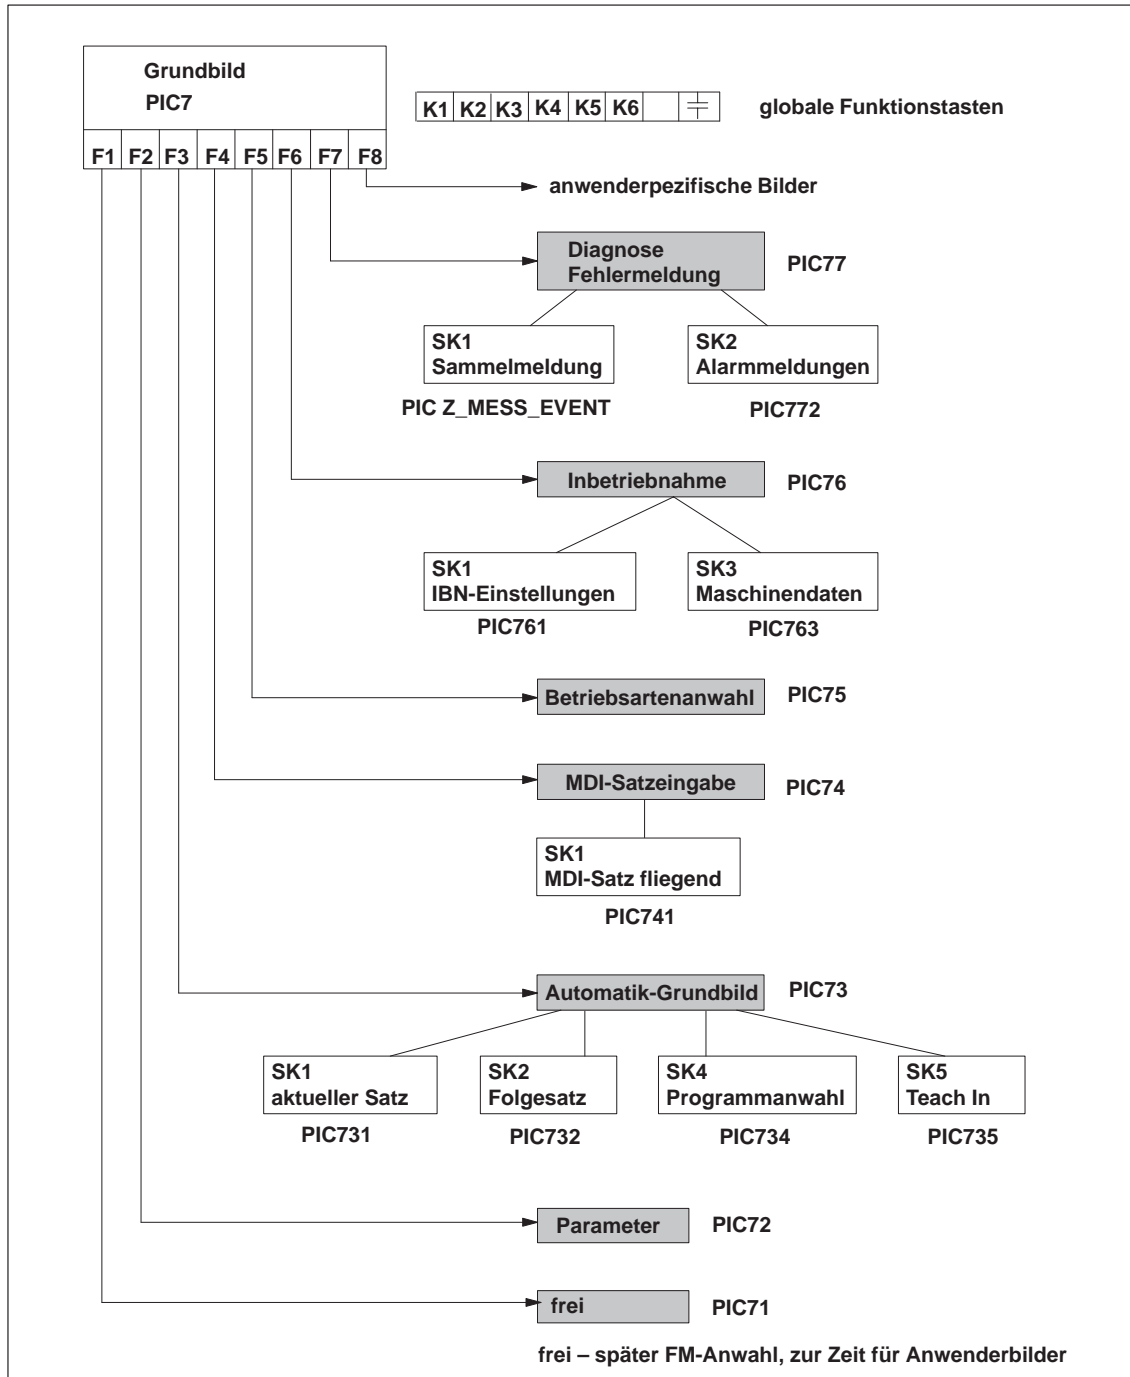 Grundbild
PIC7
K1 K2 K3 K4 K5 K6
globale Funktionstasten
F1 F2 F3 F4 F5 F6 F7 F8
anwenderpezifische Bilder
Diagnose
Fehlermeldung
PIC77
SK1
Sammelmeldung
SK2
Alarmmeldungen
PIC Z_MESS_EVENT
PIC772
Inbetriebnahme
PIC76
SK1
IBN-Einstellungen
SK3
Maschinendaten
PIC761
PIC763
Betriebsartenanwahl
PIC75
MDI-Satzeingabe
PIC74
SK1
MDI-Satz fliegend
PIC741
Automatik-Grundbild
PIC73
SK1
aktueller Satz
SK2
Folgesatz
SK4
Programmanwahl
SK5
Teach In
PIC731
PIC732
PIC734
PIC735
Parameter
PIC72
frei
PIC71
frei – später FM-Anwahl, zur Zeit für Anwenderbilder